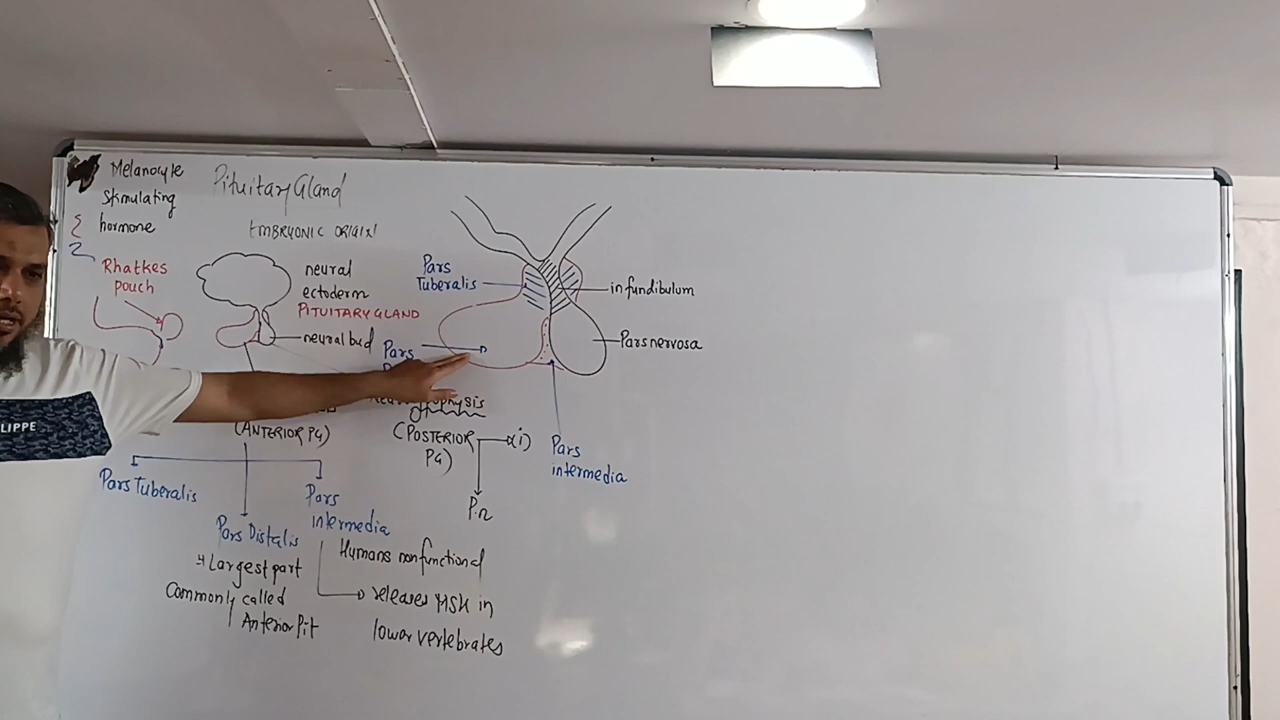 Melanocyte
Stimulating
hormone
Pituitary Gland
EMBRYONIC ORIGIN
Rhatkes
pouch
neural
ectoderm
PITUITARY GLAND
neural bud
Pars
Tuberalis
infundibulum
Pars nervosa
Pars
Pars
intermedia
(ANTERIOR PG)
(POSTERIOR
PG)
(i)
P.n
Pars Tuberalis
Pars Distalis
Largest part
Commonly called
Anterior Pit
Pars
intermedia
Humans nonfunctional
releases MSH in
lowar vertebrates
LIPPE